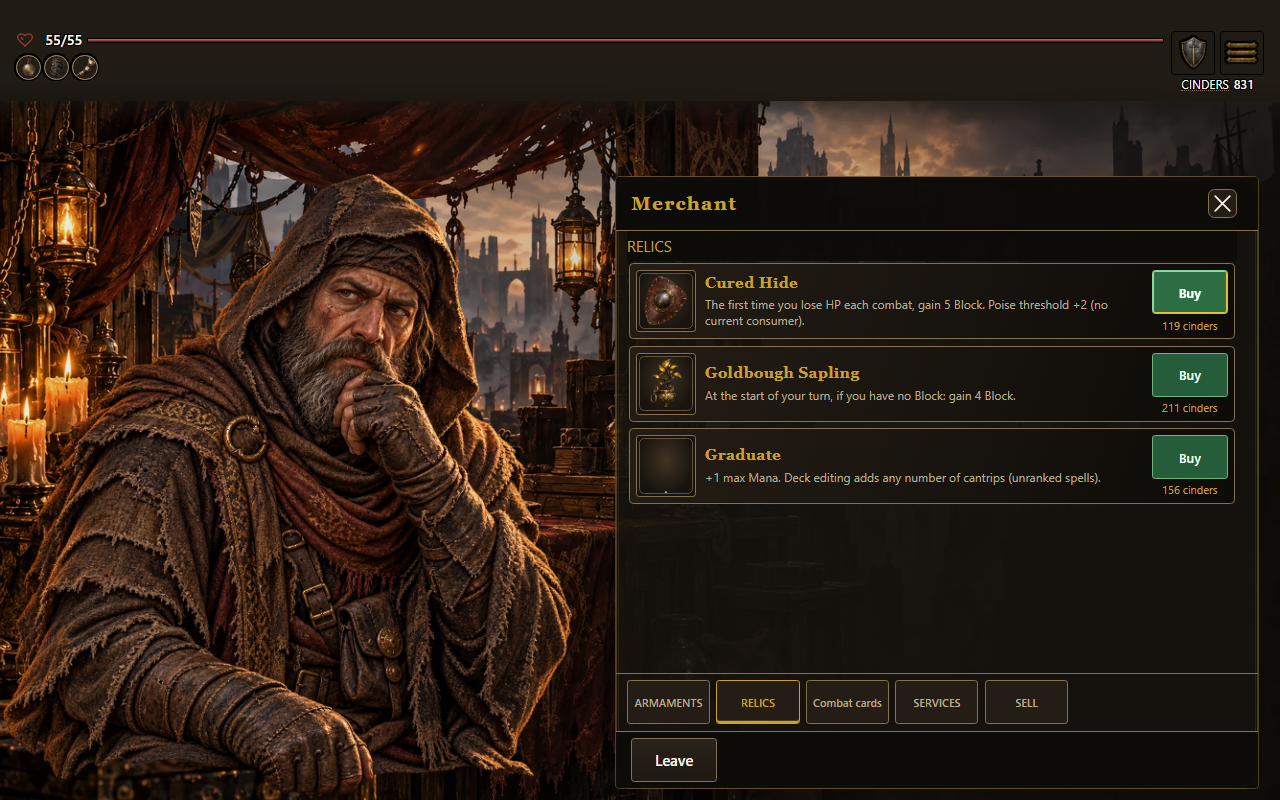 55/55
CINDERS 831
Merchant
RELICS
Cured Hide
The first time you lose HP each combat, gain 5 Block. Poise threshold +2 (no
current consumer).
Buy
119 cinders
Goldbough Sapling
At the start of your turn, if you have no Block: gain 4 Block.
Buy
211 cinders
Graduate
+1 max Mana. Deck editing adds any number of cantrips (unranked spells).
Buy
156 cinders
ARMAMENTS
RELICS
Combat cards
SERVICES
SELL
Leave